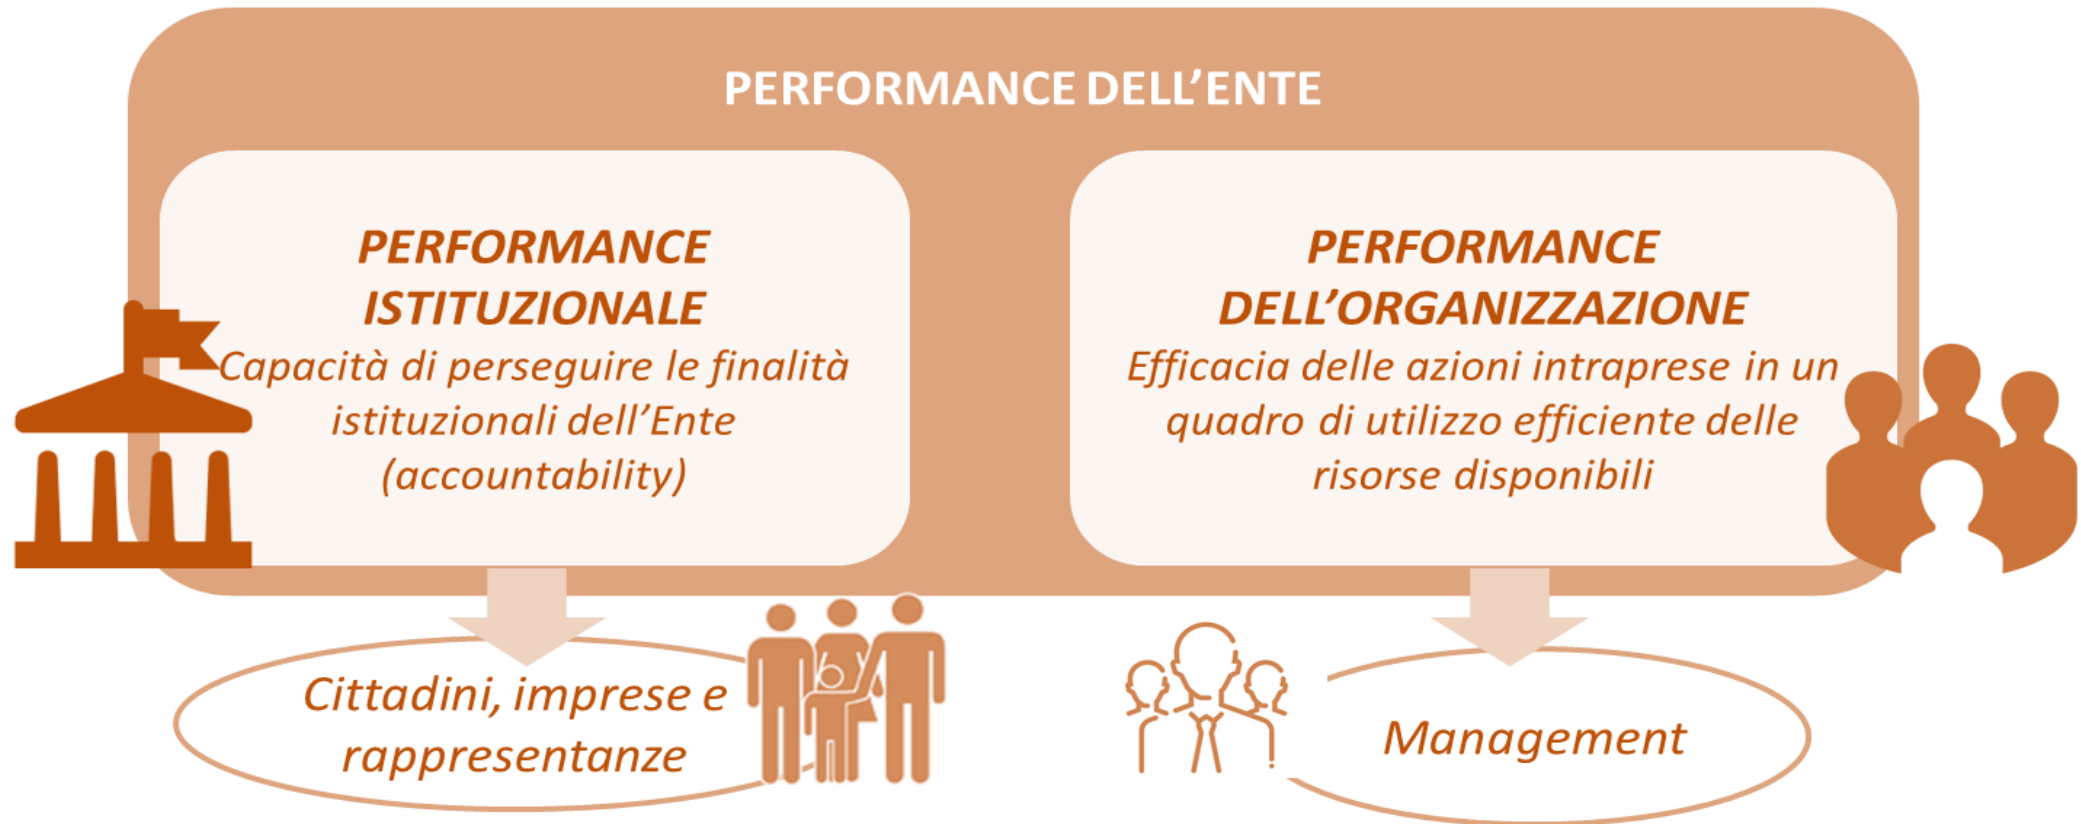 PERFORMANCE DELL’ENTE
PERFORMANCE
ISTITUZIONALE
Capacità di perseguire le finalità
istituzionali dell’Ente
(accountability)
PERFORMANCE
DELL’ORGANIZZAZIONE
Efficacia delle azioni intraprese in un
quadro di utilizzo efficiente delle
risorse disponibili
Cittadini, imprese e
rappresentanze
Management